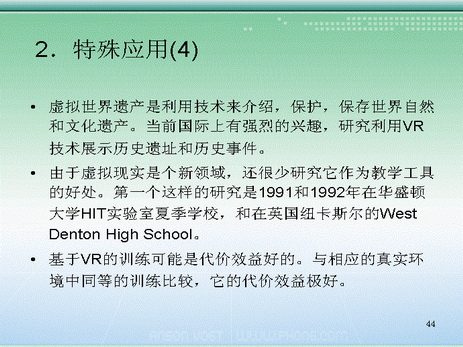 2．特殊应用(4)
• 虚拟世界遗产是利用技术来介绍，保护，保存世界自然
和文化遗产。当前国际上有强烈的兴趣，研究利用VR
技术展示历史遗址和历史事件。
• 由于虚拟现实是个新领域，还很少研究它作为教学工具
的好处。第一个这样的研究是1991和1992年在华盛顿
大学HIT实验室夏季学校，和在英国纽卡斯尔的West
Denton High School。
• 基于VR的训练可能是代价效益好的。与相应的真实环
境中同等的训练比较，它的代价效益极好。
44